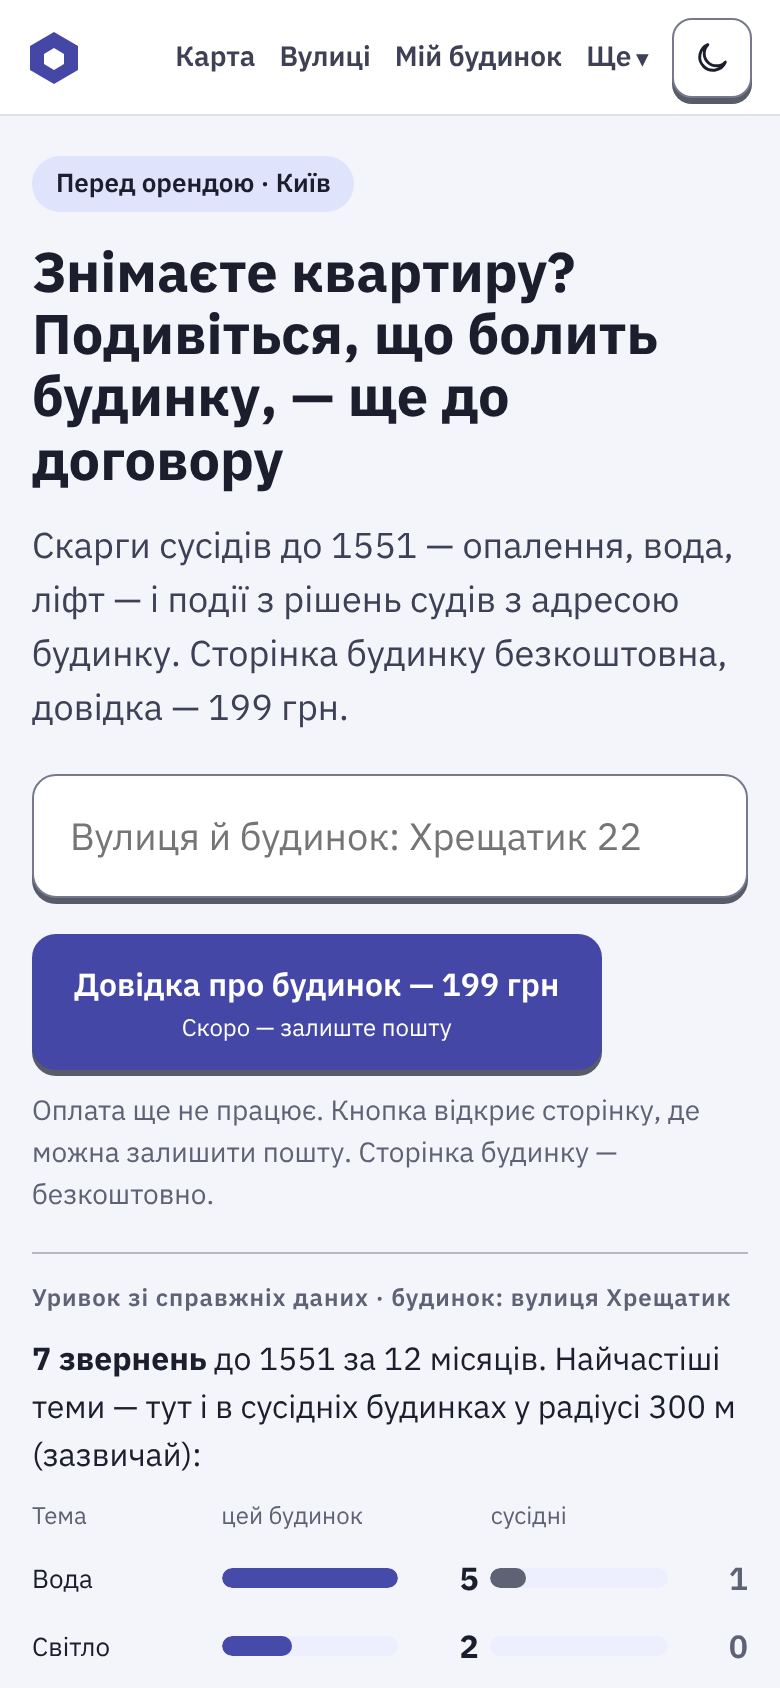 Карта Вулиці Мій будинок Ще ▾
Перед орендою · Київ
Знімаєте квартиру?
Подивіться, що болить
будинку, — ще до
договору
Скарги сусідів до 1551 — опалення, вода,
ліфт — і події з рішень судів з адресою
будинку. Сторінка будинку безкоштовна,
довідка — 199 грн.
Вулиця й будинок: Хрещатик 22
Довідка про будинок — 199 грн
Скоро — залиште пошту
Оплата ще не працює. Кнопка відкриє сторінку, де
можна залишити пошту. Сторінка будинку —
безкоштовно.
Уривок зі справжніх даних · будинок: вулиця Хрещатик
7 звернень до 1551 за 12 місяців. Найчастіші
теми — тут і в сусідніх будинках у радіусі 300 м
(зазвичай):
Тема цей будинок сусідні
Вода 5 1
Світло 2 0